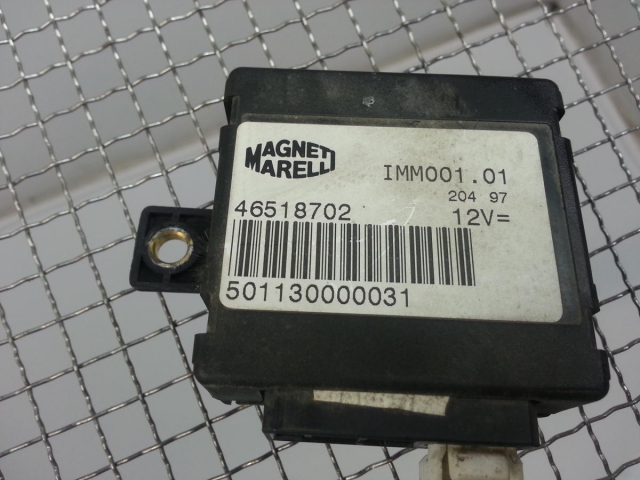 MAGNETI
MARELLI
IMM001.01
204 97
46518702
12V=
501130000031